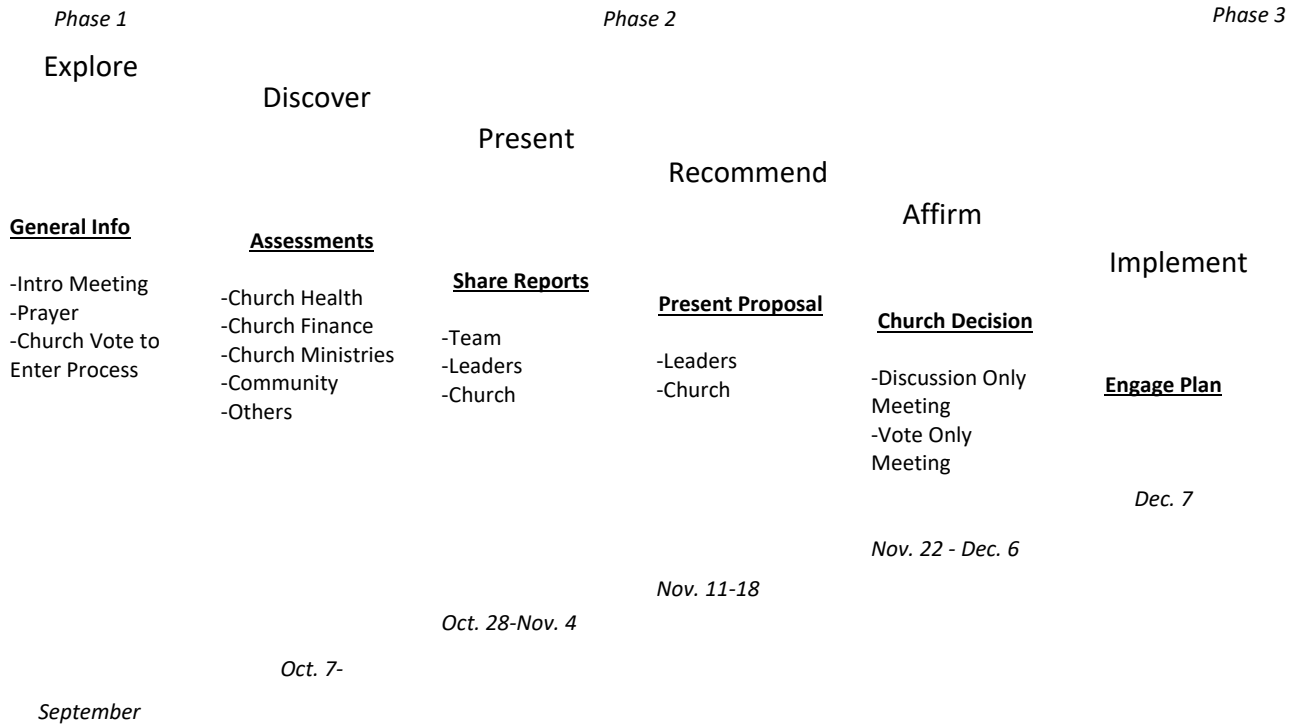 Phase 1
Phase 2
Phase 3
Explore
Discover
Present
Recommend
Affirm
Implement
General Info
-Intro Meeting
-Prayer
-Church Vote to
Enter Process
Assessments
-Church Health
-Church Finance
-Church Ministries
-Community
-Others
Share Reports
-Team
-Leaders
-Church
Present Proposal
-Leaders
-Church
Church Decision
-Discussion Only
Meeting
-Vote Only
Meeting
Engage Plan
Dec. 7
Nov. 22 - Dec. 6
Nov. 11-18
Oct. 28-Nov. 4
Oct. 7-
September